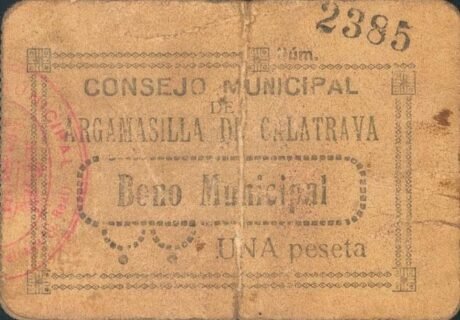 2385
Núm.
CONSEJO MUNICIPAL
DE
ARGAMASILLA DE CALATRAVA
Bono Municipal
UNA peseta